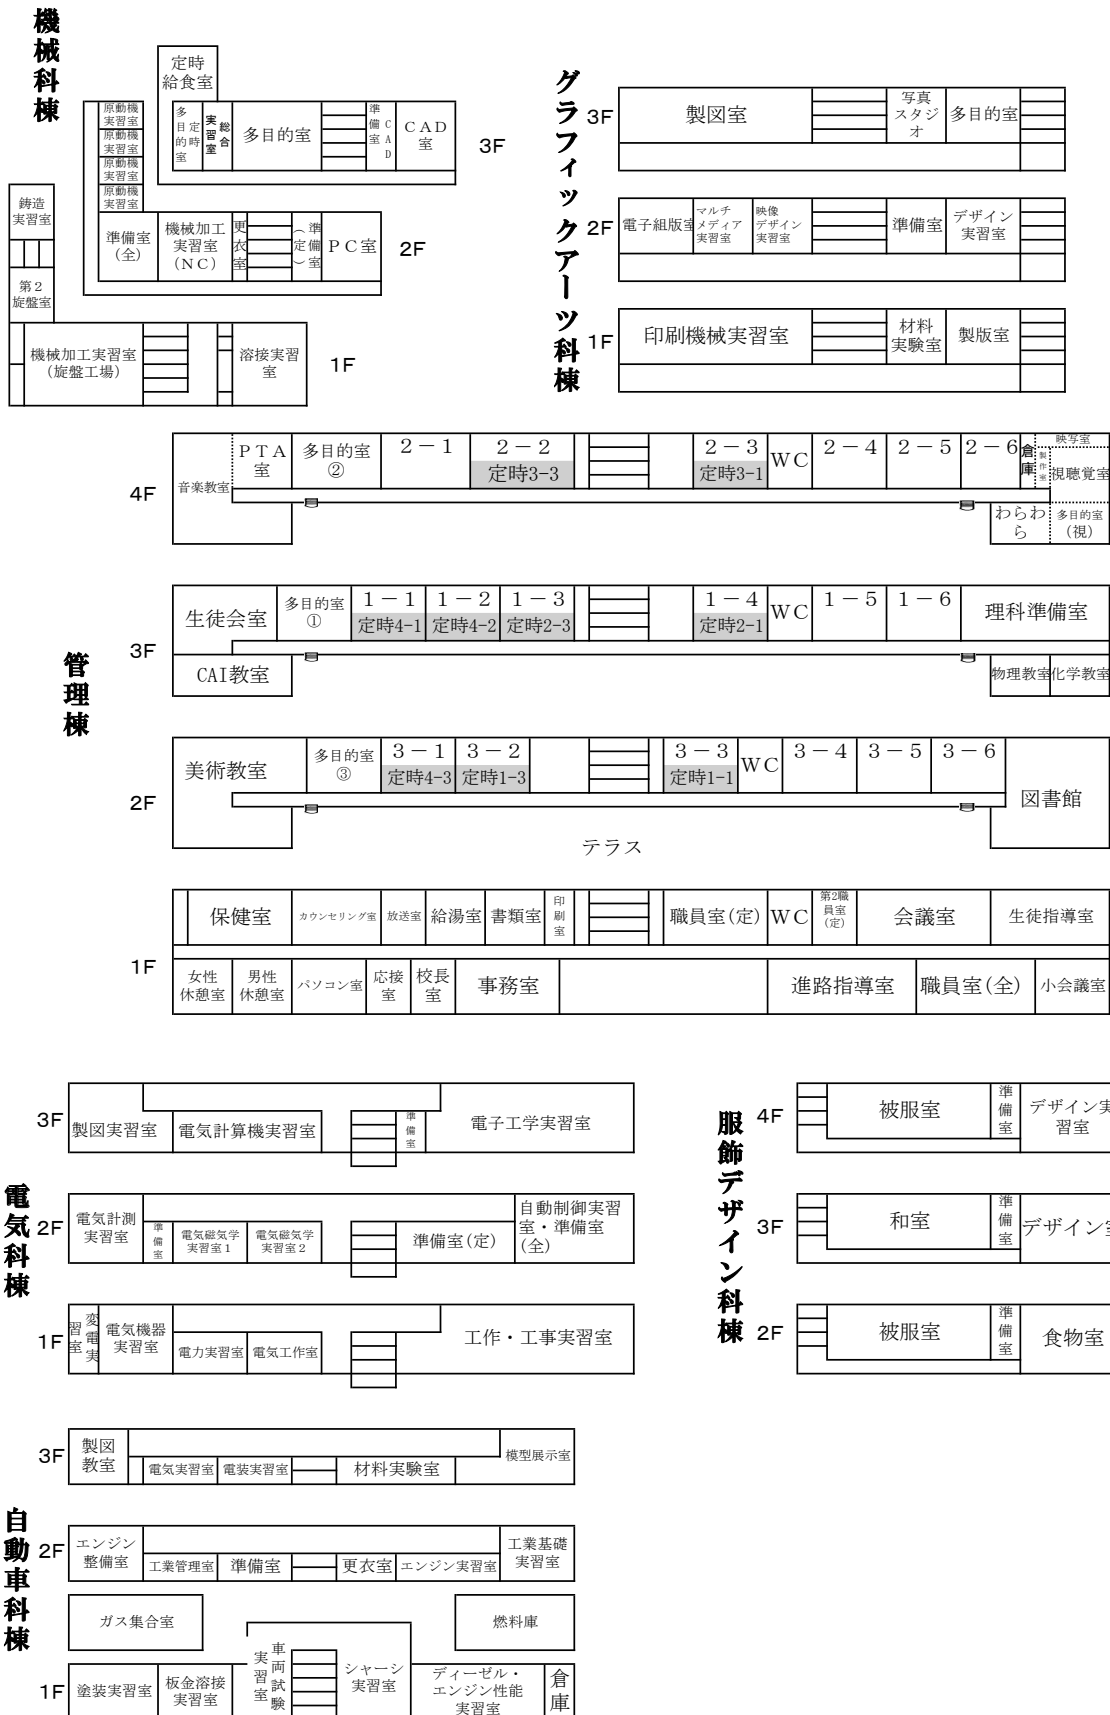 機械科棟
定時
給食室
原動機
実習室
原動機
実習室
原動機
実習室
原動機
実習室
多目的室
定時
総合
実習室
多目的室
準備室
CAD
CAD
室
3F
鋳造
実習室
準備室
(全)
機械加工
実習室
(NC)
更衣室
準備室
(定)
PC室
2F
第2
旋盤室
機械加工実習室
(旋盤工場)
溶接実習
室
1F
グラフィックアーツ科棟
3F
製図室
写真
スタジ
オ
多目的室
2F
電子組版室
マルチ
メディア
実習室
映像
デザイン
実習室
準備室
デザイン
実習室
1F
印刷機械実習室
材料
実験室
製版室
管理棟
4F
音楽教室
PTA
室
多目的室
②
2-1
2-2
定時3-3
2-3
定時3-1
WC
2-4
2-5
2-6
倉庫
映写室
製作室
視聴覚室
わらわ
ら
多目的室
(視)
3F
生徒会室
多目的室
①
1-1
定時4-1
1-2
定時4-2
1-3
定時2-3
1-4
定時2-1
WC
1-5
1-6
理科準備室
CAI教室
物理教室
化学教室
2F
美術教室
多目的室
③
3-1
定時4-3
3-2
定時1-3
3-3
定時1-1
WC
3-4
3-5
3-6
図書館
テラス
1F
保健室
カウンセリング室
放送室
給湯室
書類室
印刷室
職員室(定)
WC
第2職
員室
(定)
会議室
生徒指導室
女性
休憩室
男性
休憩室
パソコン室
応接
室
校長
室
事務室
進路指導室
職員室(全)
小会議室
電気科棟
3F
製図実習室
電気計算機実習室
準備室
電子工学実習室
2F
電気計測
実習室
準備室
電気磁気学
実習室1
電気磁気学
実習室2
準備室(定)
自動制御実習
室・準備室
(全)
1F
変電実
習室
電気機器
実習室
電力実習室
電気工作室
工作・工事実習室
服飾デザイン科棟
4F
被服室
準備室
デザイン実
習室
3F
和室
準備室
デザイン室
2F
被服室
準備室
食物室
自動車科棟
3F
製図
教室
電気実習室
電装実習室
材料実験室
模型展示室
2F
エンジン
整備室
工業管理室
準備室
更衣室
エンジン実習室
工業基礎
実習室
ガス集合室
燃料庫
1F
塗装実習室
板金溶接
実習室
車両試験
実習室
シャーシ
実習室
ディーゼル・
エンジン性能
実習室
倉庫